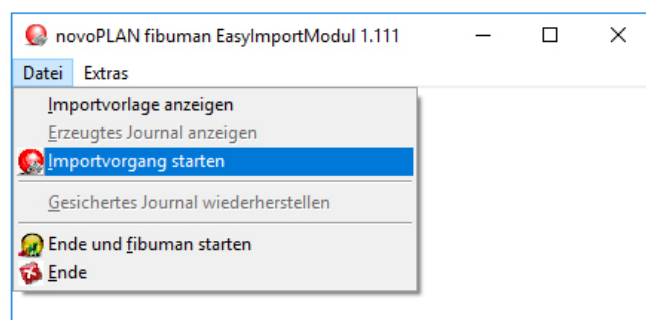 novoPLAN fibuman EasyImportModul 1.111
Datei Extras
Importvorlage anzeigen
Erzeugtes Journal anzeigen
Importvorgang starten
Gesichertes Journal wiederherstellen
Ende und fibuman starten
Ende